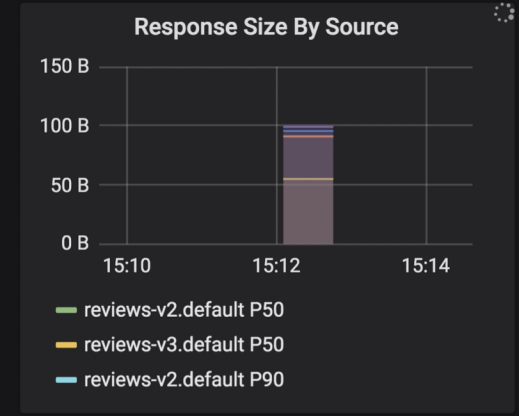 Response Size By Source
150 B
100 B
50 B
0 B
15:10 15:12 15:14
reviews-v2.default P50
reviews-v3.default P50
reviews-v2.default P90